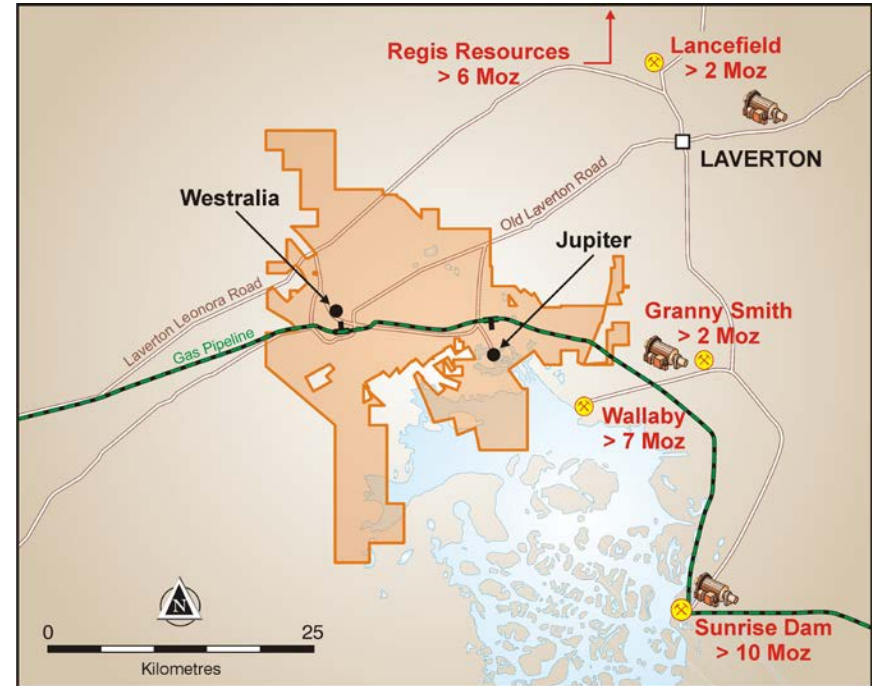 Regis Resources
> 6 Moz
Lancefield
> 2 Moz
LAVERTON
Westralia
Old Laverton Road
Jupiter
Laverton Leonora Road
Gas Pipeline
Granny Smith
> 2 Moz
Wallaby
> 7 Moz
N
0 25
Kilometres
Sunrise Dam
> 10 Moz